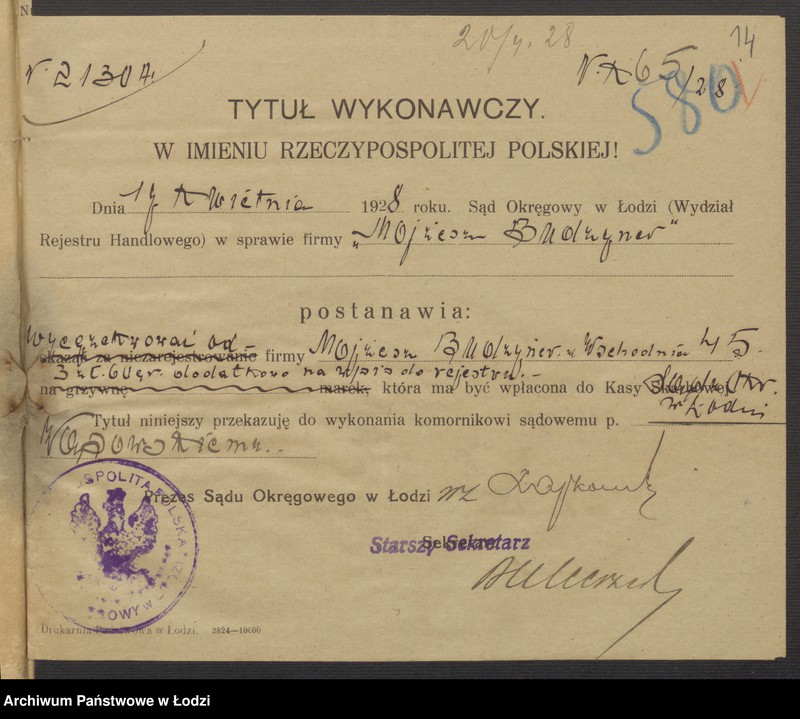 20/4.28
14
N. 21304
580
TYTUŁ WYKONAWCZY.
W IMIENIU RZECZYPOSPOLITEJ POLSKIEJ!
Dnia 17 Kwietnia 1928 roku. Sąd Okręgowy w Łodzi (Wydział
Rejestru Handlowego) w sprawie firmy „Mojżesz Budzyner"
postanawia:
Wyegzekwować od
ukazać za niezarejestrowanie firmy Mojżesz Budzyner Wschodnia 45.
3 zł. 60 gr. dodatkowo na wpis do rejestru.-
na grzywnę marek, która ma być wpłacona do Kasy Skarbowej Sądu Okr.
w Łodzi
Tytuł niniejszy przekazuję do wykonania komornikowi sądowemu p.
Prezes Sądu Okręgowego w Łodzi
Sekretarz
Starszy Sekretarz
Drukarnia Państwowa w Łodzi. 2824—10000
Archiwum Państwowe w Łodzi